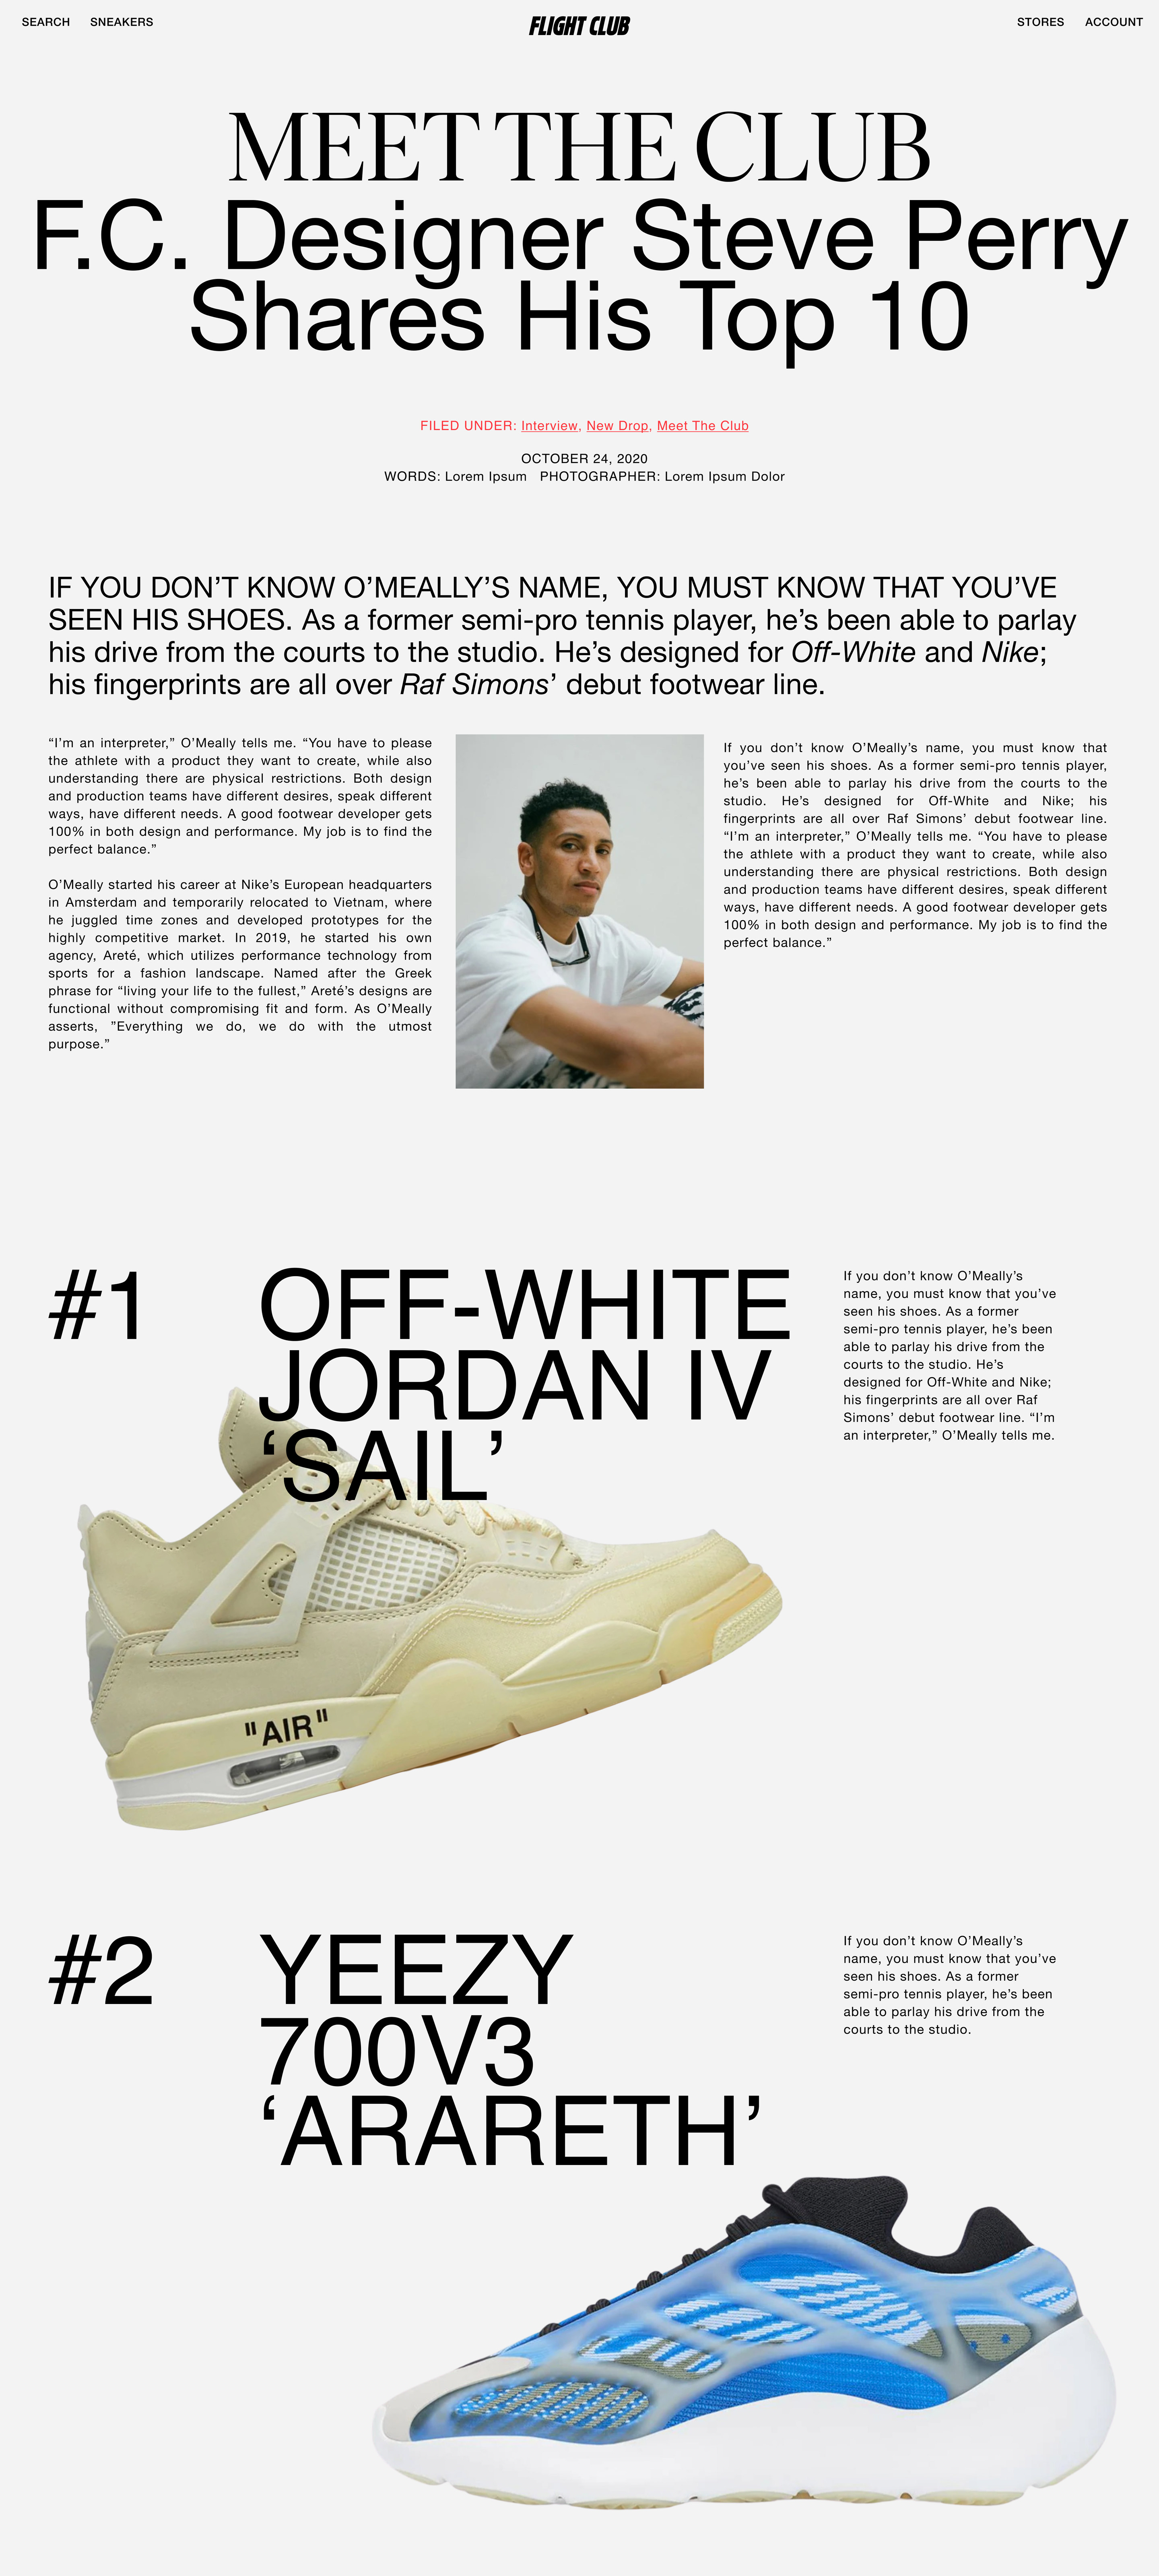 SEARCH SNEAKERS FLIGHT CLUB STORES ACCOUNT
MEET THE CLUB
F.C. Designer Steve Perry
Shares His Top 10
FILED UNDER: Interview, New Drop, Meet The Club
OCTOBER 24, 2020
WORDS: Lorem Ipsum PHOTOGRAPHER: Lorem Ipsum Dolor
IF YOU DON’T KNOW O’MEALLY’S NAME, YOU MUST KNOW THAT YOU’VE
SEEN HIS SHOES. As a former semi-pro tennis player, he’s been able to parlay
his drive from the courts to the studio. He’s designed for Off-White and Nike;
his fingerprints are all over Raf Simons’ debut footwear line.
“I’m an interpreter,” O’Meally tells me. “You have to please
the athlete with a product they want to create, while also
understanding there are physical restrictions. Both design
and production teams have different desires, speak different
ways, have different needs. A good footwear developer gets
100% in both design and performance. My job is to find the
perfect balance.”
O’Meally started his career at Nike’s European headquarters
in Amsterdam and temporarily relocated to Vietnam, where
he juggled time zones and developed prototypes for the
highly competitive market. In 2019, he started his own
agency, Areté, which utilizes performance technology from
sports for a fashion landscape. Named after the Greek
phrase for “living your life to the fullest,” Areté’s designs are
functional without compromising fit and form. As O’Meally
asserts, ”Everything we do, we do with the utmost
purpose.”
If you don’t know O’Meally’s name, you must know that
you’ve seen his shoes. As a former semi-pro tennis player,
he’s been able to parlay his drive from the courts to the
studio. He’s designed for Off-White and Nike; his
fingerprints are all over Raf Simons’ debut footwear line.
“I’m an interpreter,” O’Meally tells me. “You have to please
the athlete with a product they want to create, while also
understanding there are physical restrictions. Both design
and production teams have different desires, speak different
ways, have different needs. A good footwear developer gets
100% in both design and performance. My job is to find the
perfect balance.”
#1
OFF-WHITE
JORDAN IV
‘SAIL’
If you don’t know O’Meally’s
name, you must know that you’ve
seen his shoes. As a former
semi-pro tennis player, he’s been
able to parlay his drive from the
courts to the studio. He’s
designed for Off-White and Nike;
his fingerprints are all over Raf
Simons’ debut footwear line. “I’m
an interpreter,” O’Meally tells me.
"AIR"
#2
YEEZY
700V3
‘ARARETH’
If you don’t know O’Meally’s
name, you must know that you’ve
seen his shoes. As a former
semi-pro tennis player, he’s been
able to parlay his drive from the
courts to the studio.